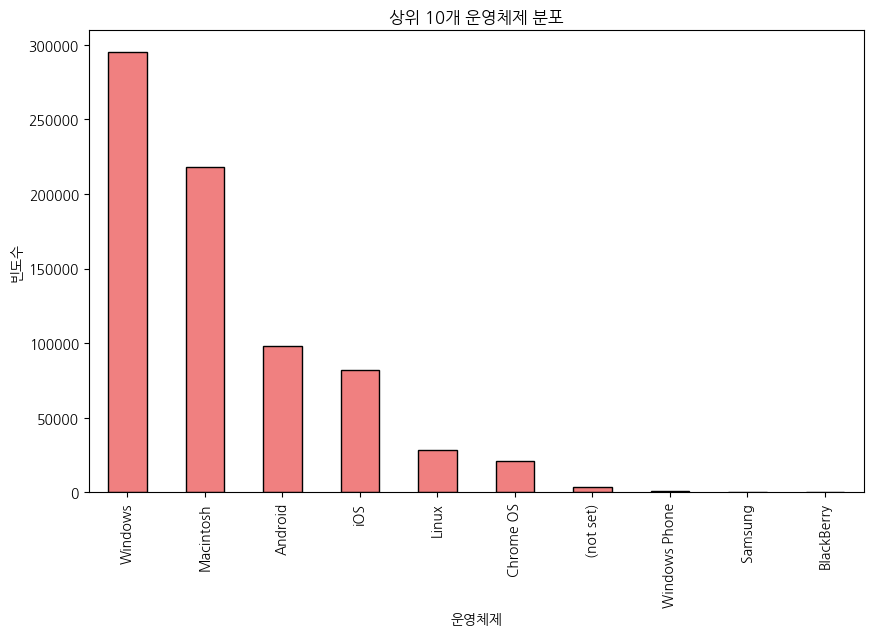 상위 10개 운영체제 분포
빈도수
300000
250000
200000
150000
100000
50000
0
Windows
Macintosh
Android
iOS
Linux
Chrome OS
(not set)
Windows Phone
Samsung
BlackBerry
운영체제